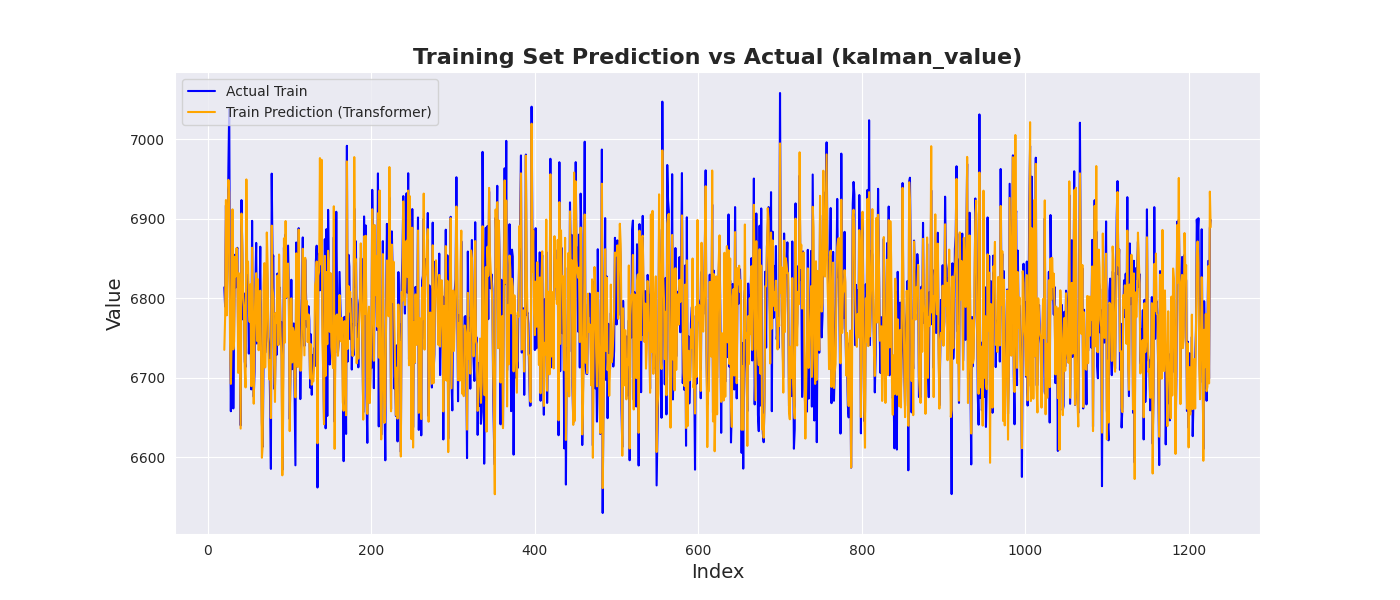 Training Set Prediction vs Actual (kalman_value)
Actual Train
Train Prediction (Transformer)
7000
6900
6800
6700
6600
Value
0 200 400 600 800 1000 1200
Index